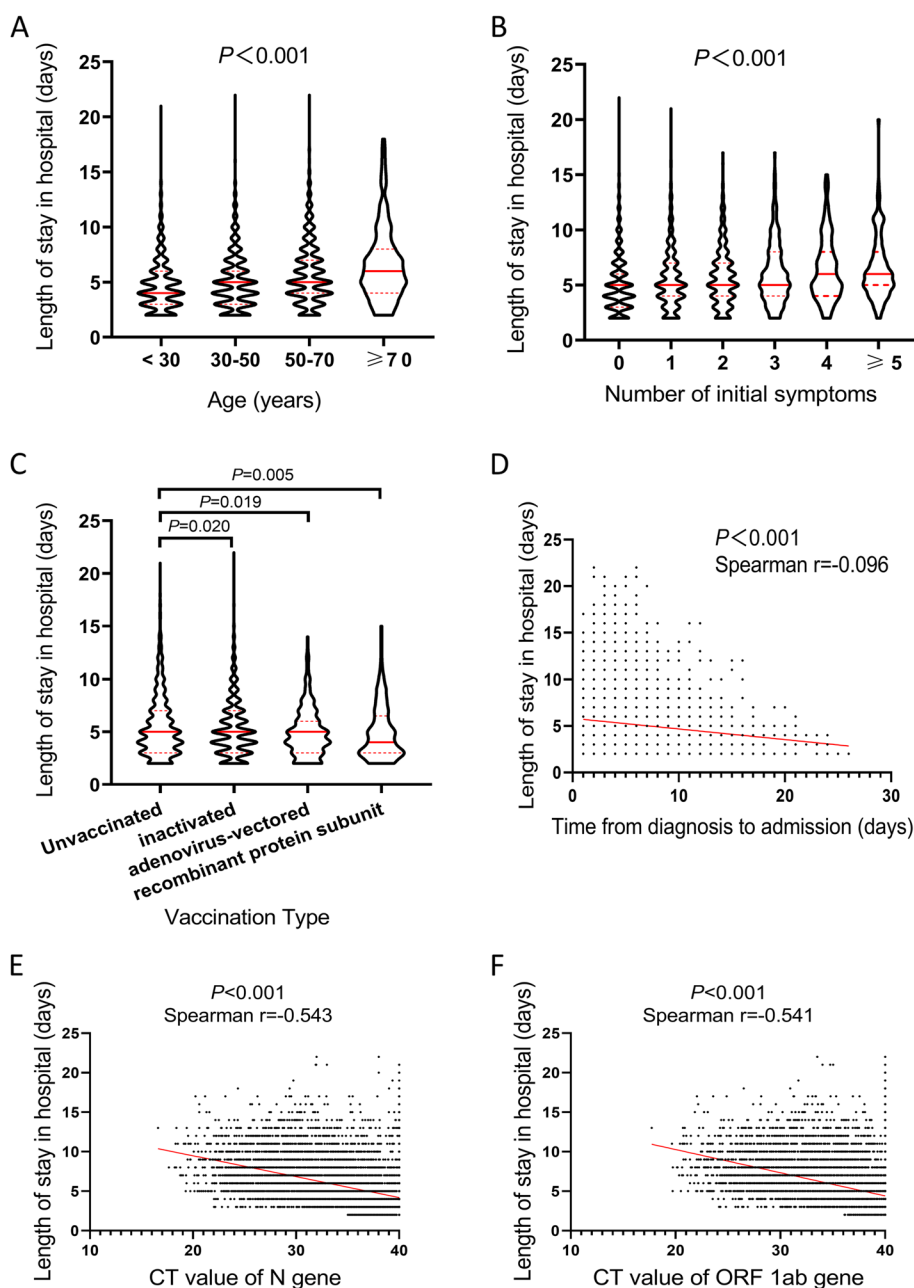 A
P<0.001
Length of stay in hospital (days)
25
20
15
10
5
0
< 30 30-50 50-70 ≥70
Age (years)
B
P<0.001
Length of stay in hospital (days)
25
20
15
10
5
0
0 1 2 3 4 ≥ 5
Number of initial symptoms
C
P=0.005
P=0.019
P=0.020
Length of stay in hospital (days)
25
20
15
10
5
0
Unvaccinated
inactivated
adenovirus-vectored
recombinant protein subunit
Vaccination Type
D
P<0.001
Spearman r=-0.096
Length of stay in hospital (days)
25
20
15
10
5
0
0 10 20 30
Time from diagnosis to admission (days)
E
P<0.001
Spearman r=-0.543
Length of stay in hospital (days)
25
20
15
10
5
0
10 20 30 40
CT value of N gene
F
P<0.001
Spearman r=-0.541
Length of stay in hospital (days)
25
20
15
10
5
0
10 20 30 40
CT value of ORF 1ab gene